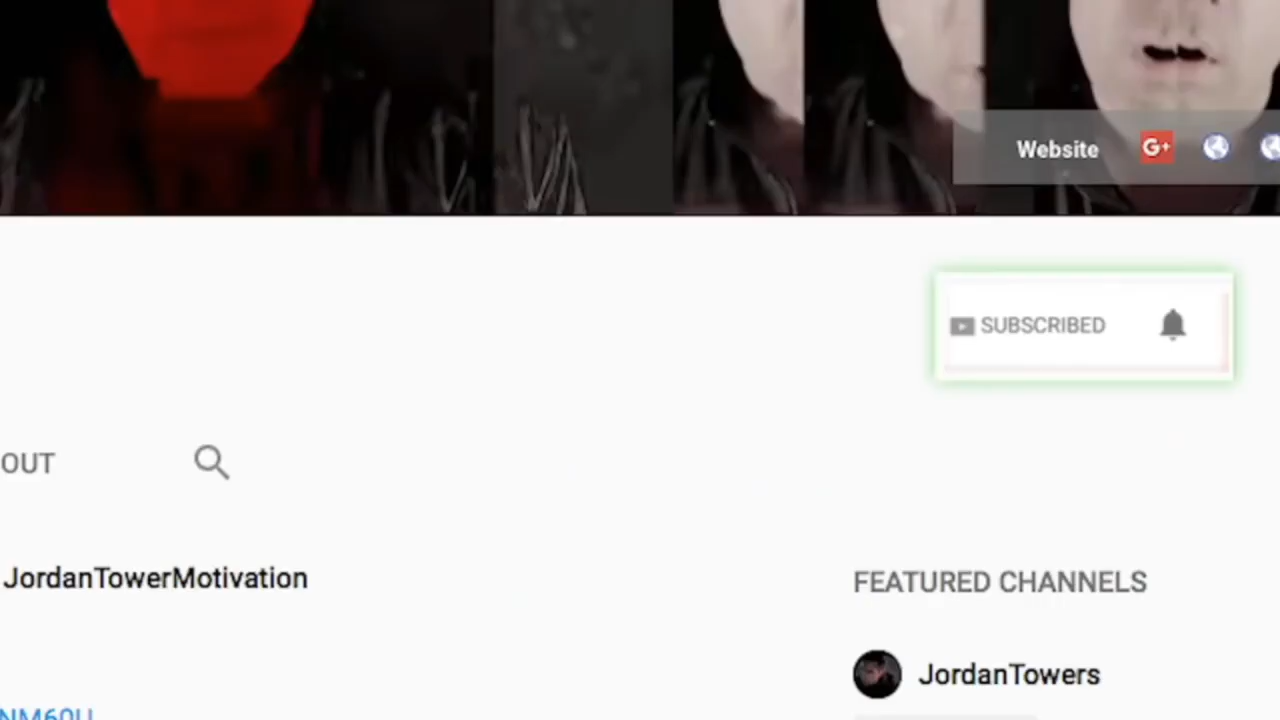 Website G+
SUBSCRIBED
OUT
JordanTowerMotivation
FEATURED CHANNELS
JordanTowers